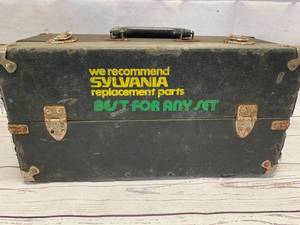 we recommend
SYLVANIA
replacement parts
BEST FOR ANY SET